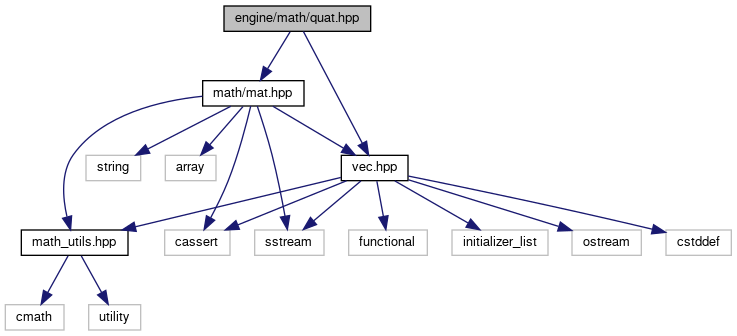 engine/math/quat.hpp
math/mat.hpp
string
array
vec.hpp
math_utils.hpp
cassert
sstream
functional
initializer_list
ostream
cstddef
cmath
utility